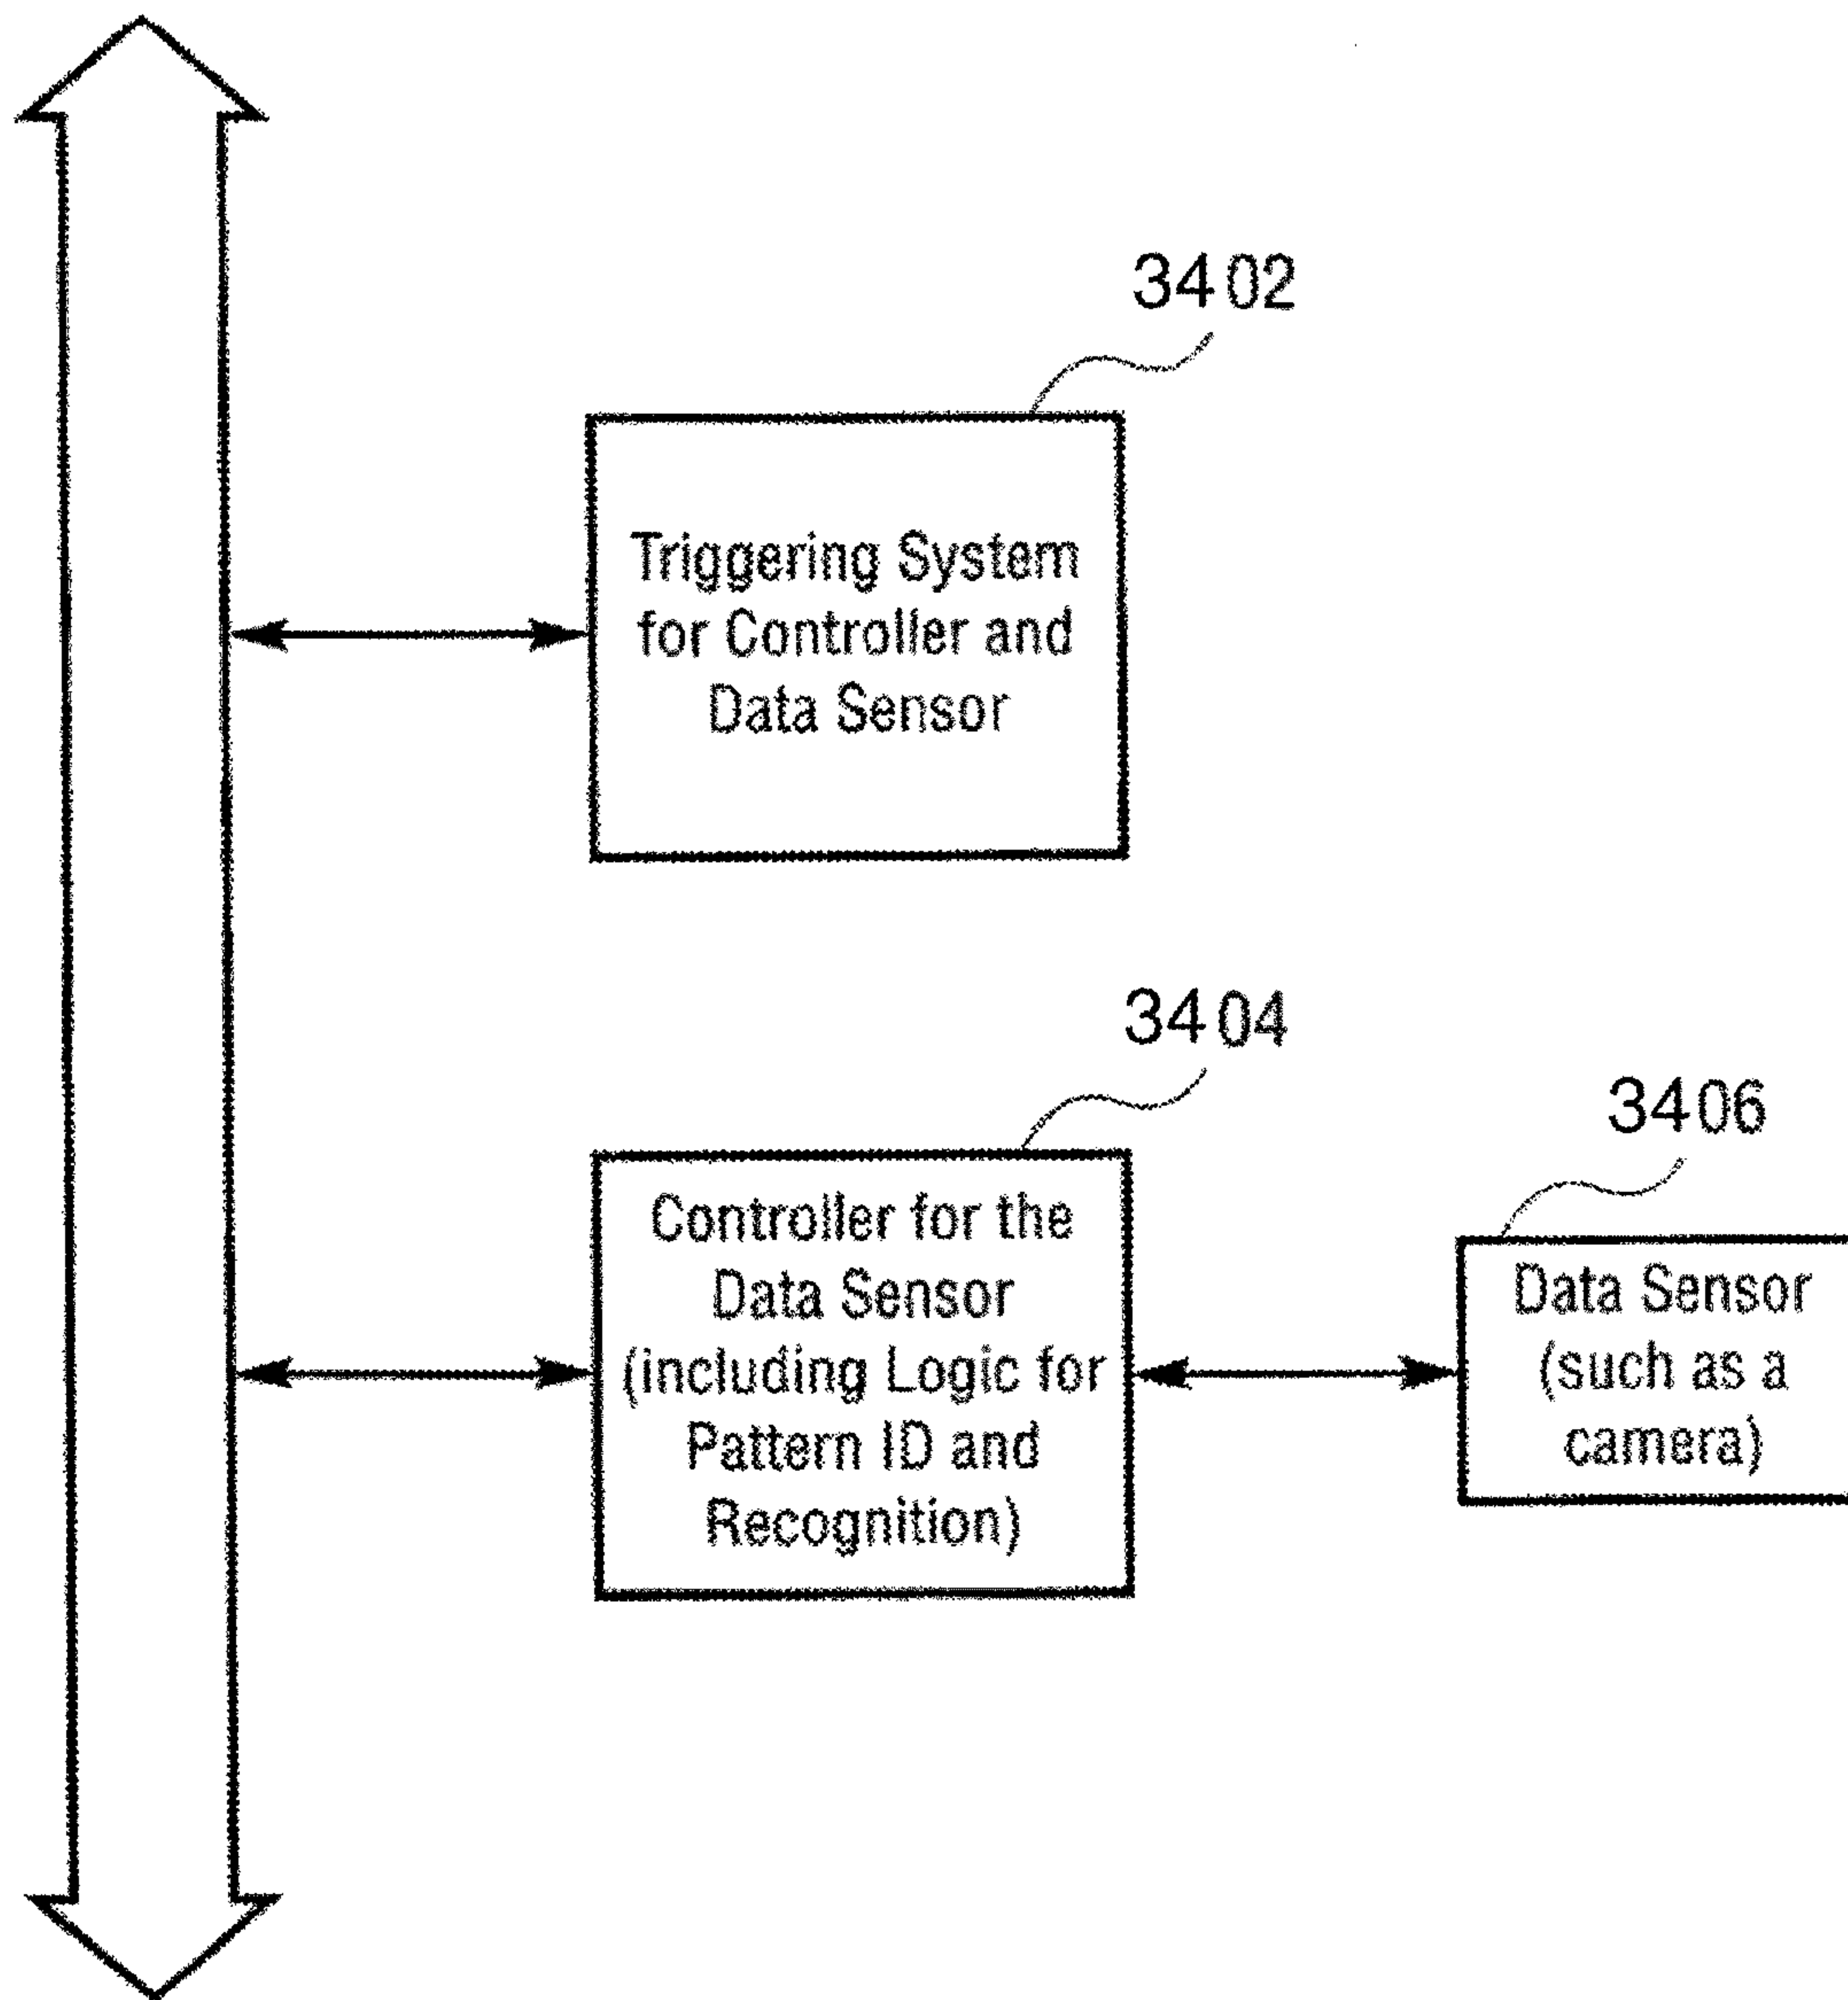 3402
Triggering System
for Controller and
Data Sensor
3404
Controller for the
Data Sensor
(including Logic for
Pattern ID and
Recognition)
3406
Data Sensor
(such as a
camera)